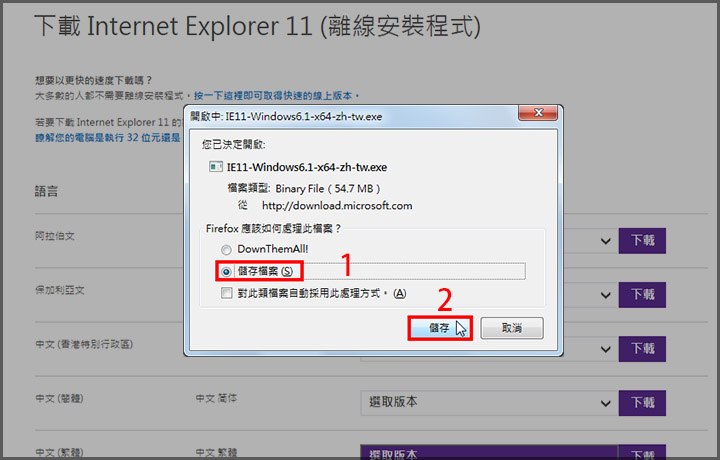 下載 Internet Explorer 11 (離線安裝程式)
想要以更快的速度下載嗎？
大多數的人都不需要離線安裝程式。按一下這裡即可取得快速的線上版本。
若要下載 Internet Explorer 11 的
瞭解您的電腦是執行 32 位元還是
語言
開啟中: IE11-Windows6.1-x64-zh-tw.exe
您已決定開啟:
IE11-Windows6.1-x64-zh-tw.exe
檔案類型: Binary File ( 54.7 MB )
從 http://download.microsoft.com
Firefox 應該如何處理此檔案？
DownThemAll!
儲存檔案 (S)
1
對此類檔案自動採用此處理方式。 (A)
2
儲存
取消
阿拉伯文
下載
保加利亞文
下載
中文 (香港特別行政區)
下載
中文 (簡體)
中文 简体
選取版本
下載
中文 (繁體)
中文 繁體
選取版本
下載